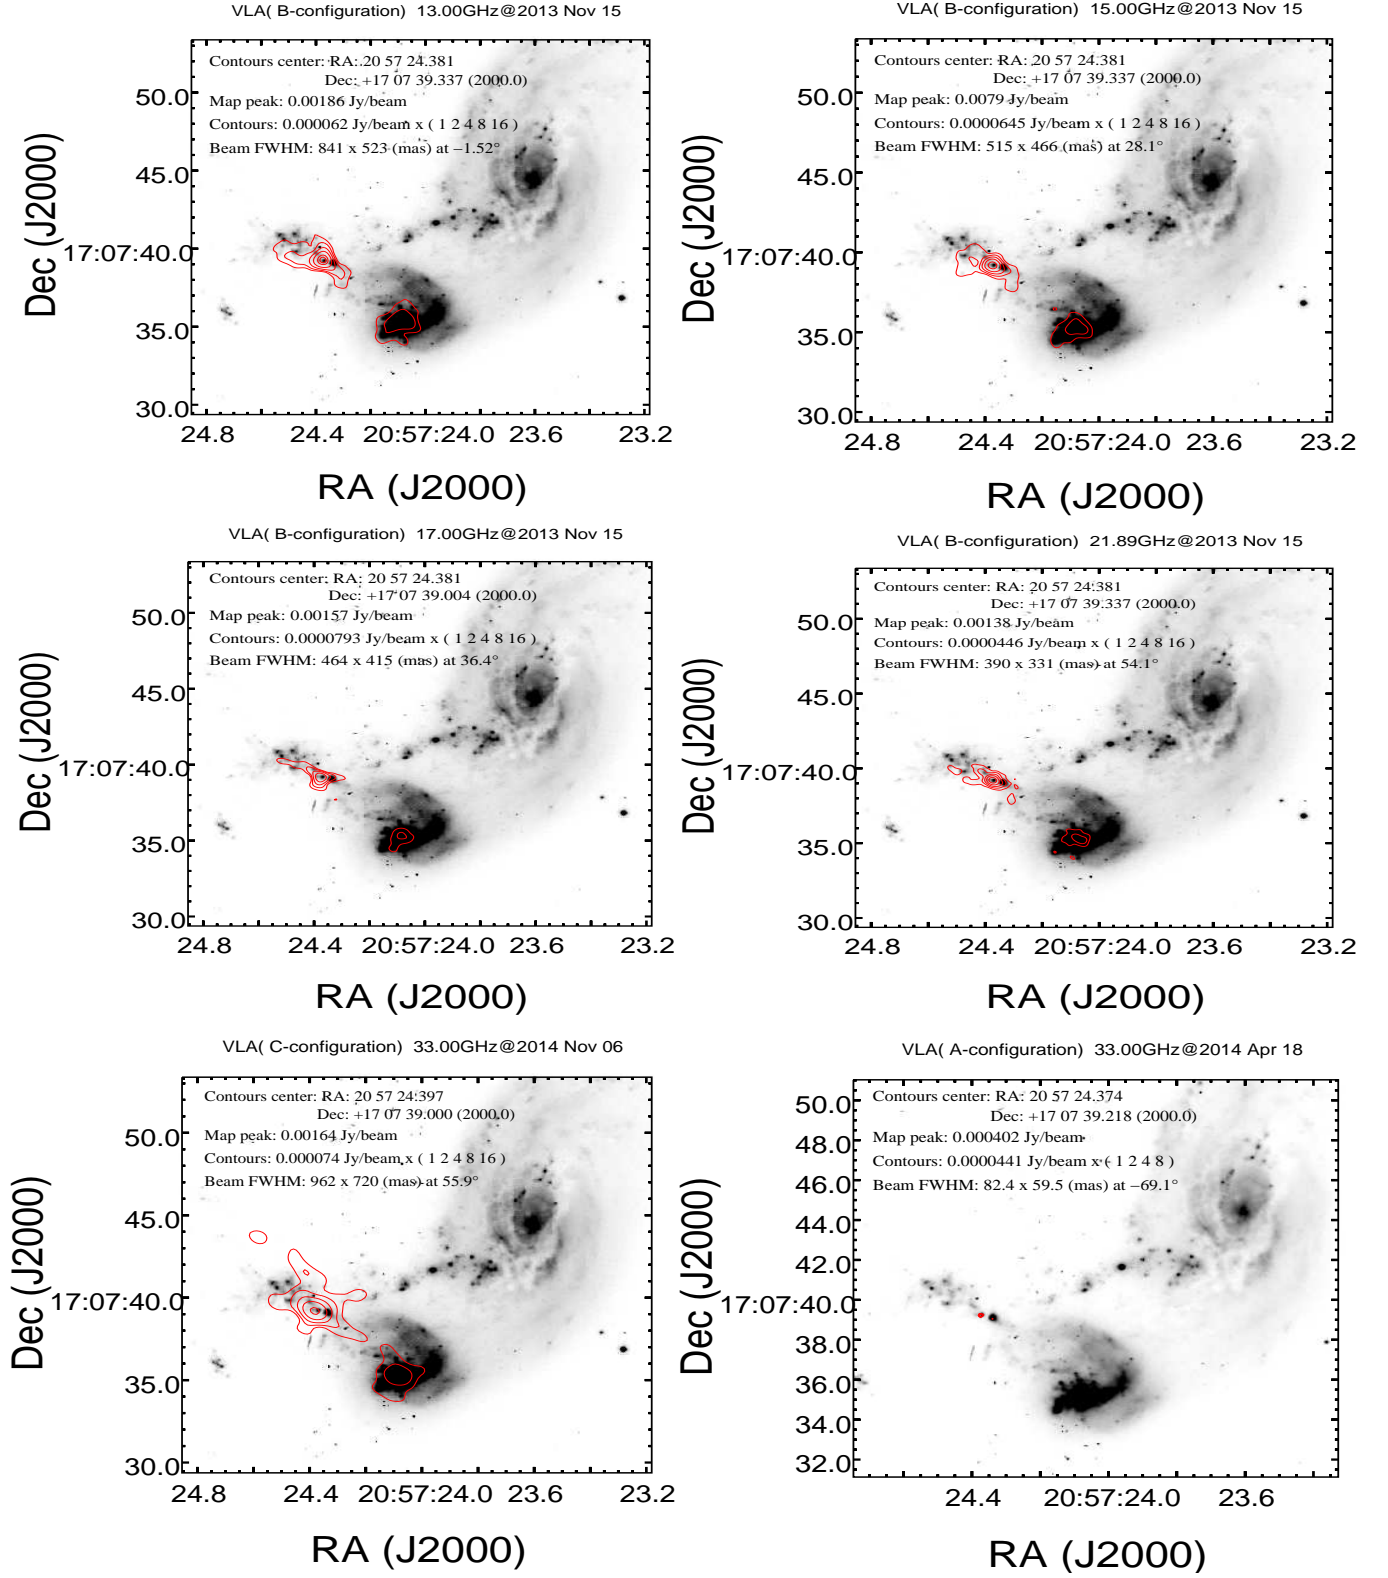 VLA( B-configuration) 13.00GHz@2013 Nov 15
Contours center: RA: 20 57 24.381
Dec: +17 07 39.337 (2000.0)
Map peak: 0.00186 Jy/beam
Contours: 0.000062 Jy/beam x ( 1 2 4 8 16 )
Beam FWHM: 841 x 523 (mas) at −1.52°
50.0
45.0
17:07:40.0
35.0
30.0
Dec (J2000)
24.8 24.4 20:57:24.0 23.6 23.2
RA (J2000)
VLA( B-configuration) 15.00GHz@2013 Nov 15
Contours center: RA: 20 57 24.381
Dec: +17 07 39.337 (2000.0)
Map peak: 0.0079 Jy/beam
Contours: 0.0000645 Jy/beam x ( 1 2 4 8 16 )
Beam FWHM: 515 x 466 (mas) at 28.1°
50.0
45.0
17:07:40.0
35.0
30.0
Dec (J2000)
24.8 24.4 20:57:24.0 23.6 23.2
RA (J2000)
VLA( B-configuration) 17.00GHz@2013 Nov 15
Contours center: RA: 20 57 24.381
Dec: +17 07 39.004 (2000.0)
Map peak: 0.00157 Jy/beam
Contours: 0.0000793 Jy/beam x ( 1 2 4 8 16 )
Beam FWHM: 464 x 415 (mas) at 36.4°
50.0
45.0
17:07:40.0
35.0
30.0
Dec (J2000)
24.8 24.4 20:57:24.0 23.6 23.2
RA (J2000)
VLA( B-configuration) 21.89GHz@2013 Nov 15
Contours center: RA: 20 57 24.381
Dec: +17 07 39.337 (2000.0)
Map peak: 0.00138 Jy/beam
Contours: 0.0000446 Jy/beam x ( 1 2 4 8 16 )
Beam FWHM: 390 x 331 (mas) at 54.1°
50.0
45.0
17:07:40.0
35.0
30.0
Dec (J2000)
24.8 24.4 20:57:24.0 23.6 23.2
RA (J2000)
VLA( C-configuration) 33.00GHz@2014 Nov 06
Contours center: RA: 20 57 24.397
Dec: +17 07 39.000 (2000.0)
Map peak: 0.00164 Jy/beam
Contours: 0.000074 Jy/beam x ( 1 2 4 8 16 )
Beam FWHM: 962 x 720 (mas) at 55.9°
50.0
45.0
17:07:40.0
35.0
30.0
Dec (J2000)
24.8 24.4 20:57:24.0 23.6 23.2
RA (J2000)
VLA( A-configuration) 33.00GHz@2014 Apr 18
Contours center: RA: 20 57 24.374
Dec: +17 07 39.218 (2000.0)
Map peak: 0.000402 Jy/beam
Contours: 0.0000441 Jy/beam x ( 1 2 4 8 )
Beam FWHM: 82.4 x 59.5 (mas) at −69.1°
50.0
48.0
46.0
44.0
42.0
17:07:40.0
38.0
36.0
34.0
32.0
Dec (J2000)
24.4 20:57:24.0 23.6
RA (J2000)